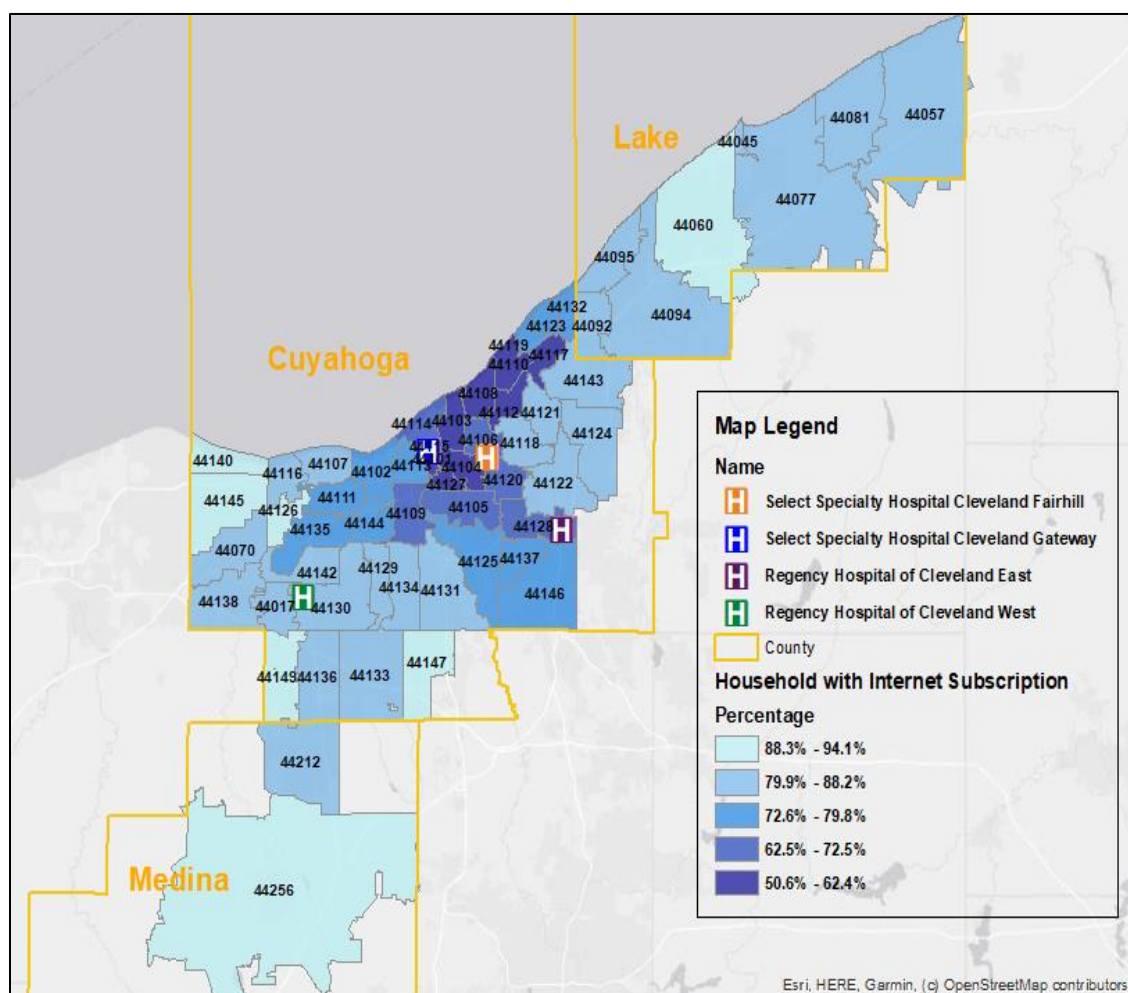 Lake
44057
44081
44045
44077
44060
44095
44094
44132
44092
44123
44119
44117
44110
Cuyahoga
44143
44108
44112
44121
44103
44114
44124
44106
44118
44107
44140
44116
44102
44113
44104
44120
44122
44127
44145
44111
44126
44105
44109
44128
44135
44144
44070
44125
44137
44142
44129
44134
44131
44146
44138
44017
44130
44147
44149
44136
44133
44212
Medina
44256
H
H
H
H
Map Legend
Name
H Select Specialty Hospital Cleveland Fairhill
H Select Specialty Hospital Cleveland Gateway
H Regency Hospital of Cleveland East
H Regency Hospital of Cleveland West
County
Household with Internet Subscription
Percentage
88.3% - 94.1%
79.9% - 88.2%
72.6% - 79.8%
62.5% - 72.5%
50.6% - 62.4%
Esri, HERE, Garmin, (c) OpenStreetMap contributors